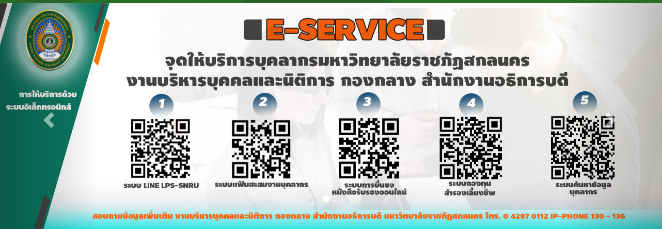 E-SERVICE
จุดให้บริการบุคลากรมหาวิทยาลัยราชภัฏสกลนคร
งานบริหารบุคคลและนิติการ กองกลาง สำนักงานอธิการบดี
การให้บริการด้วย
ระบบอิเล็กทรอนิกส์
1
ระบบ LINE LPS-SNRU
2
ระบบแฟ้มสะสมงานบุคลากร
3
ระบบการยื่นขอ
หนังสือรับรองออนไลน์
4
ระบบกองทุน
สำรองเลี้ยงชีพ
5
ระบบค้นหาข้อมูล
บุคลากร
สอบถามข้อมูลเพิ่มเติม งานบริหารบุคคลและนิติการ กองกลาง สำนักงานอธิการบดี มหาวิทยาลัยราชภัฏสกลนคร โทร. 0 4297 0112 IP-PHONE 130 - 136